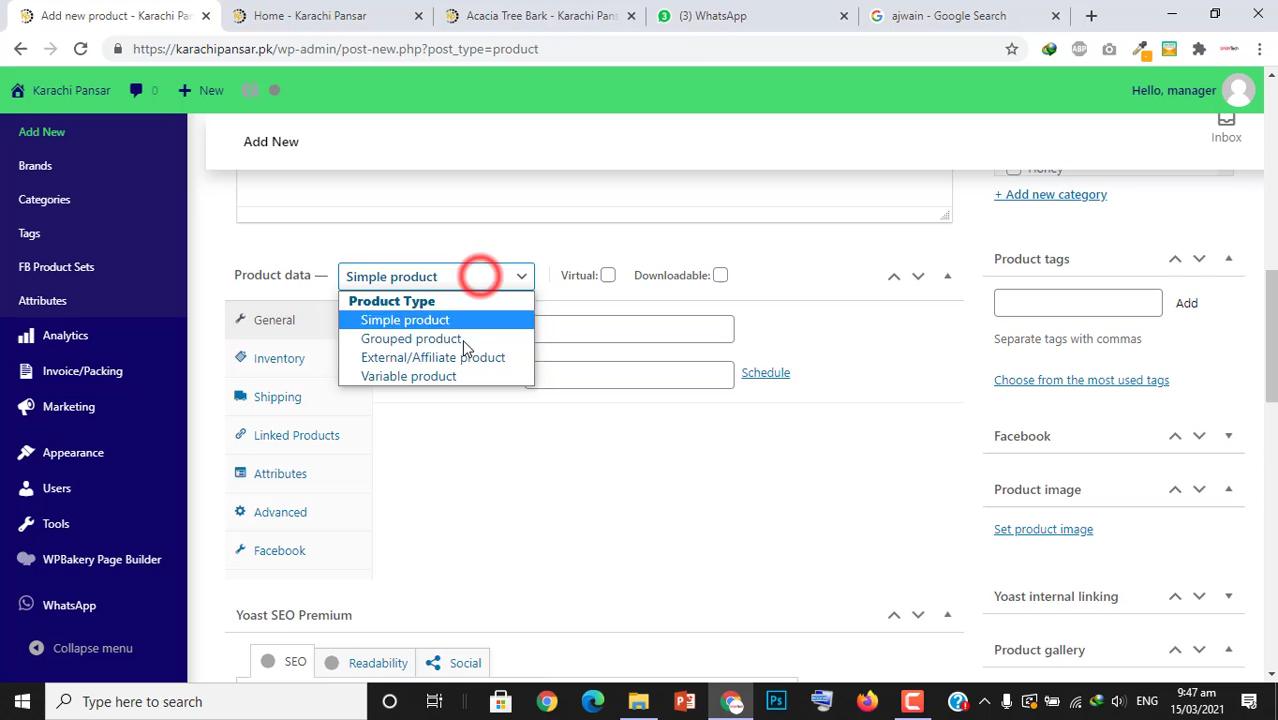 Add new product - Karachi Pans
Home - Karachi Pansar
Acacia Tree Bark - Karachi Pans
(3) WhatsApp
ajwain - Google Search
https://karachipansar.pk/wp-admin/post-new.php?post_type=product
Karachi Pansar
0
New
Hello, manager
Add New
Brands
Categories
Tags
FB Product Sets
Attributes
Analytics
Invoice/Packing
Marketing
Appearance
Users
Tools
WPBakery Page Builder
WhatsApp
Collapse menu
Add New
Inbox
Product data —
Simple product
Virtual:
Downloadable:
Product Type
Simple product
Grouped product
External/Affiliate product
Variable product
General
Inventory
Shipping
Linked Products
Attributes
Advanced
Facebook
Schedule
Yoast SEO Premium
SEO
Readability
Social
Honey
+ Add new category
Product tags
Add
Separate tags with commas
Choose from the most used tags
Facebook
Product image
Set product image
Yoast internal linking
Product gallery
Type here to search
ENG
9:47 am
15/03/2021